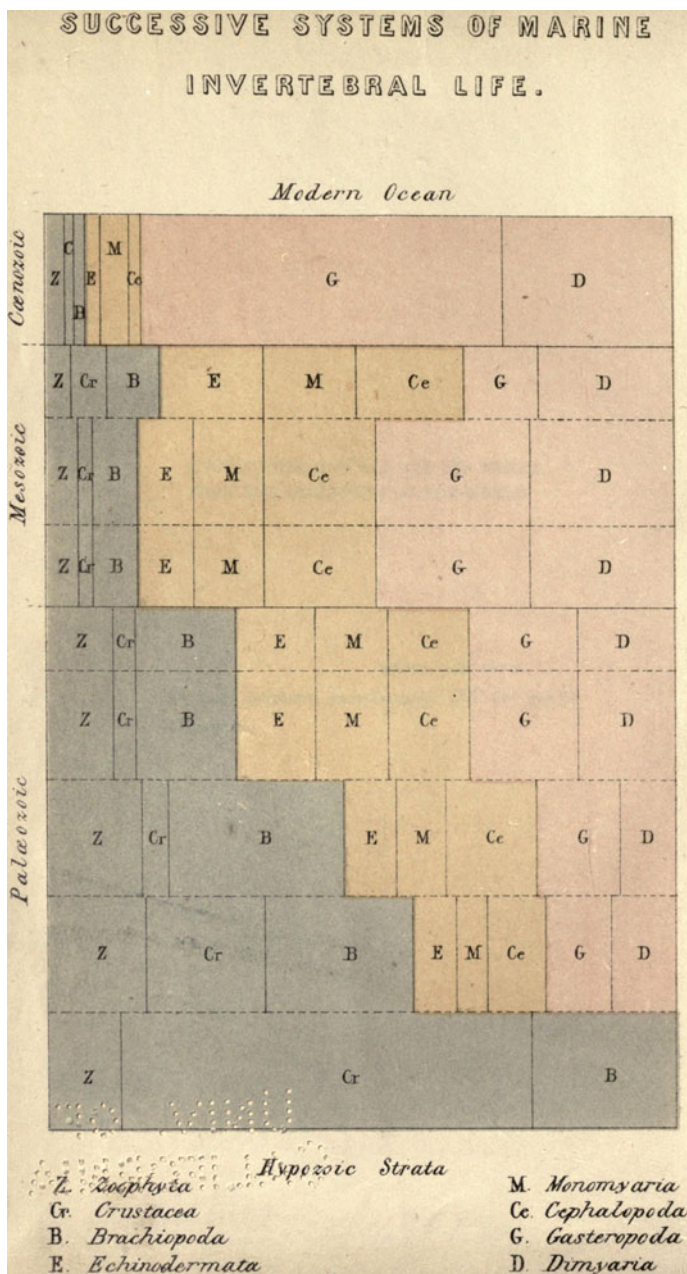 SUCCESSIVE SYSTEMS OF MARINE
INVERTEBRAL LIFE.
Modern Ocean
Cænozoic
Z C B E M Ce G D
Mesozoic
Z Cr B E M Ce G D
Z Cr B E M Ce G D
Z Cr B E M Ce G D
Palæozoic
Z Cr B E M Ce G D
Z Cr B E M Ce G D
Z Cr B E M Ce G D
Z Cr B E M Ce G D
Z Cr B
Hypozoic Strata
Z. Zoophyta
Cr. Crustacea
B. Brachiopoda
E. Echinodermata
M. Monomyaria
Ce. Cephalopoda
G. Gasteropoda
D. Dimyaria